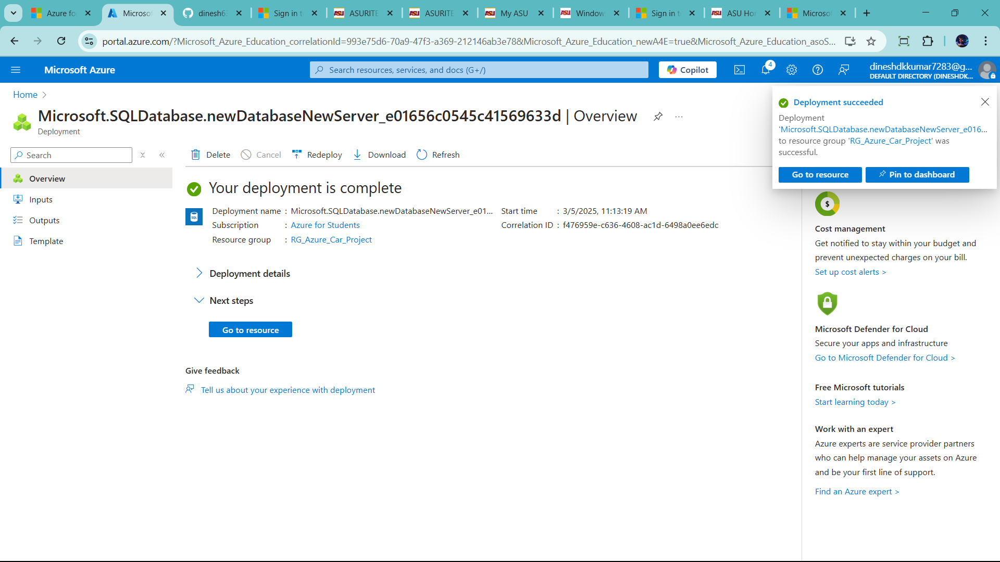 Azure fo
Microsof
dinesh63
Sign in t
ASURITE
ASURITE
My ASU
Window
Sign in t
ASU Hor
Microsof
portal.azure.com/?Microsoft_Azure_Education_correlationId=993e75d6-70a9-47f3-a369-212146ab3e78&Microsoft_Azure_Education_newA4E=true&Microsoft_Azure_Education_asoS...
Microsoft Azure
Search resources, services, and docs (G+/)
Copilot
4
dineshdkkumar7283@g...
DEFAULT DIRECTORY (DINESHDK...
Home
Microsoft.SQLDatabase.newDatabaseNewServer_e01656c0545c41569633d | Overview
Deployment
Search
Overview
Inputs
Outputs
Template
Delete
Cancel
Redeploy
Download
Refresh
Your deployment is complete
SQL
Deployment name : Microsoft.SQLDatabase.newDatabaseNewServer_e01...
Subscription : Azure for Students
Resource group : RG_Azure_Car_Project
Start time : 3/5/2025, 11:13:19 AM
Correlation ID : f476959e-c636-4608-ac1d-6498a0ee6edc
Deployment details
Next steps
Go to resource
Give feedback
Tell us about your experience with deployment
Deployment succeeded
Deployment
'Microsoft.SQLDatabase.newDatabaseNewServer_e016...
to resource group 'RG_Azure_Car_Project' was
successful.
Go to resource
Pin to dashboard
$
Cost management
Get notified to stay within your budget and
prevent unexpected charges on your bill.
Set up cost alerts >
Microsoft Defender for Cloud
Secure your apps and infrastructure
Go to Microsoft Defender for Cloud >
Free Microsoft tutorials
Start learning today >
Work with an expert
Azure experts are service provider partners
who can help manage your assets on Azure
and be your first line of support.
Find an Azure expert >